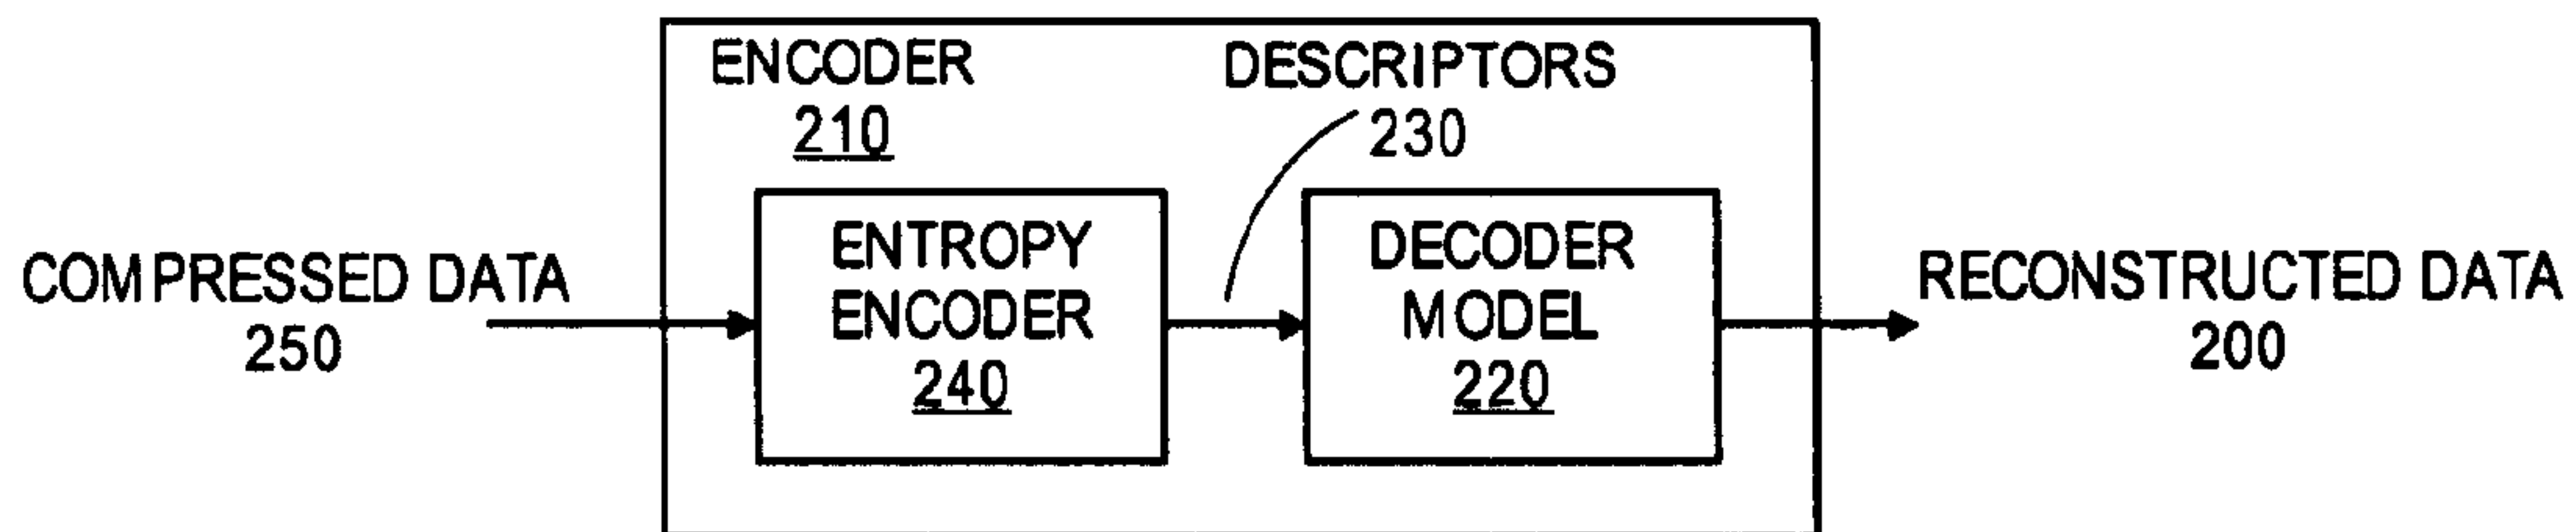 ENCODER
210
DESCRIPTORS
230
COMPRESSED DATA
250
ENTROPY
ENCODER
240
DECODER
MODEL
220
RECONSTRUCTED DATA
200